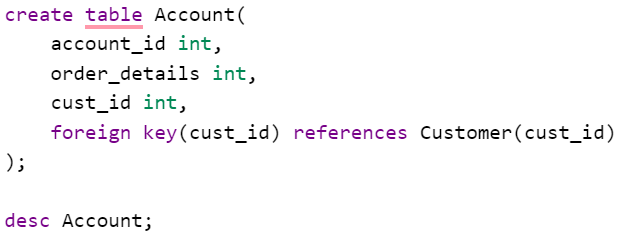 create table Account(
    account_id int,
    order_details int,
    cust_id int,
    foreign key(cust_id) references Customer(cust_id)
);

desc Account;